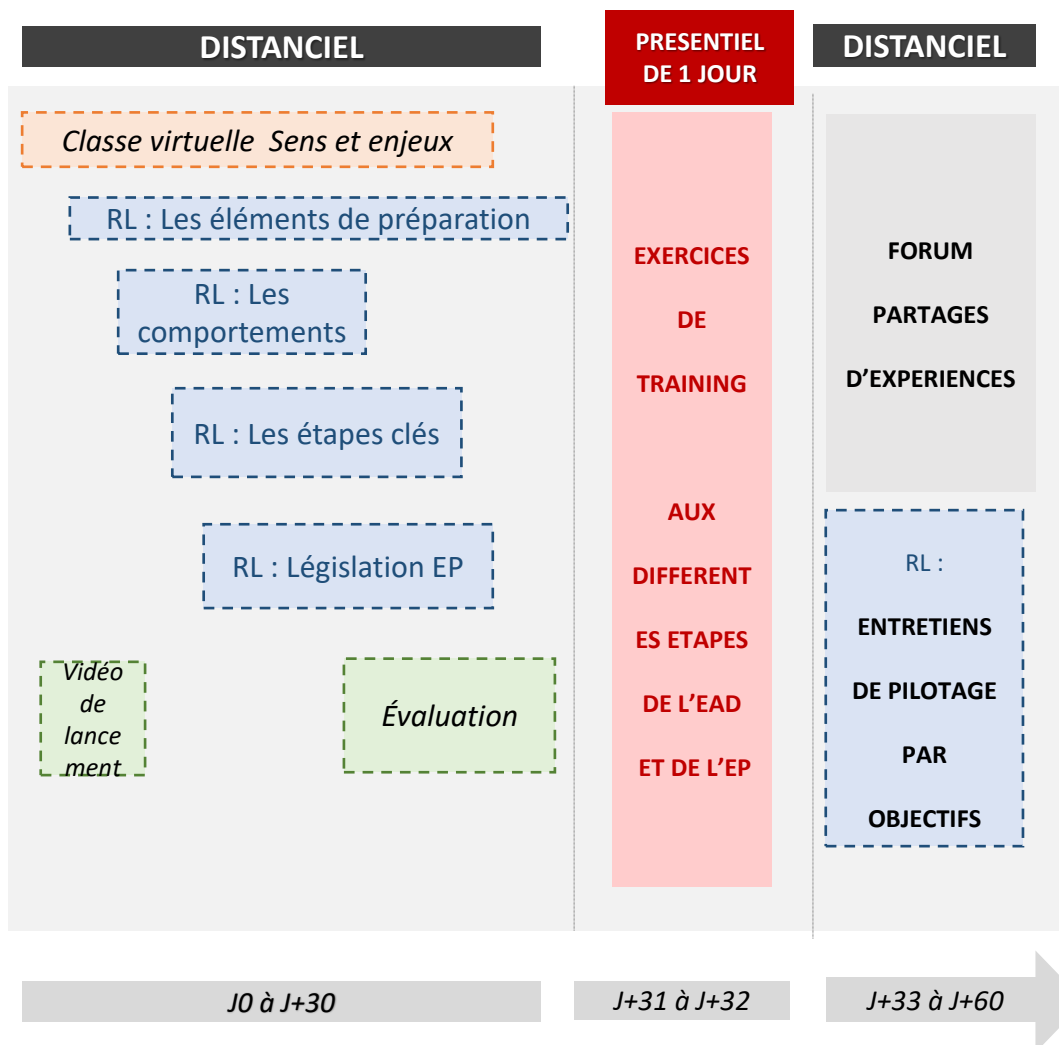 DISTANCIEL
PRESENTIEL
DE 1 JOUR
DISTANCIEL
Classe virtuelle  Sens et enjeux
RL : Les éléments de préparation
RL : Les
comportements
RL : Les étapes clés
RL : Législation EP
Vidéo
de
lance
ment
Évaluation
EXERCICES
DE
TRAINING
AUX
DIFFERENT
ES ETAPES
DE L’EAD
ET DE L’EP
FORUM
PARTAGES
D’EXPERIENCES
RL :
ENTRETIENS
DE PILOTAGE
PAR
OBJECTIFS
J0 à J+30
J+31 à J+32
J+33 à J+60